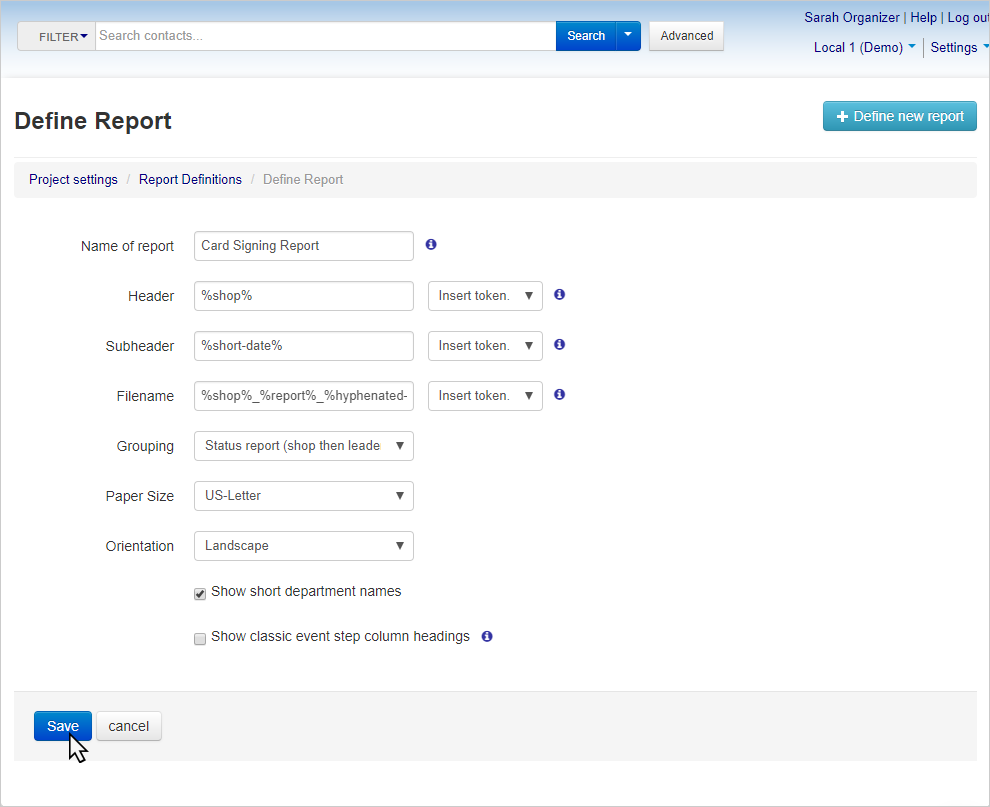 Sarah Organizer | Help | Log out
FILTER Search contacts... Search Advanced
Local 1 (Demo) Settings
Define Report
+ Define new report
Project settings / Report Definitions / Define Report
Name of report Card Signing Report
Header %shop% Insert token.
Subheader %short-date% Insert token.
Filename %shop%_%report%_%hyphenated- Insert token.
Grouping Status report (shop then leade
Paper Size US-Letter
Orientation Landscape
Show short department names
Show classic event step column headings
Save cancel